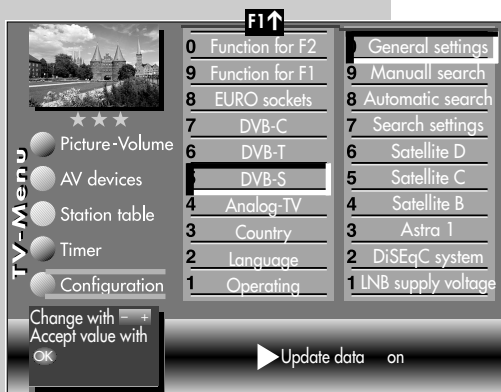 F1↑
TV-Menu
Picture-Volume
AV devices
Station table
Timer
Configuration
0 Function for F2
9 Function for F1
8 EURO sockets
7 DVB-C
6 DVB-T
DVB-S
4 Analog-TV
3 Country
2 Language
1 Operating
General settings
9 Manuall search
8 Automatic search
7 Search settings
6 Satellite D
5 Satellite C
4 Satellite B
3 Astra 1
2 DiSEqC system
1 LNB supply voltage
Change with - +
Accept value with
OK
Update data on